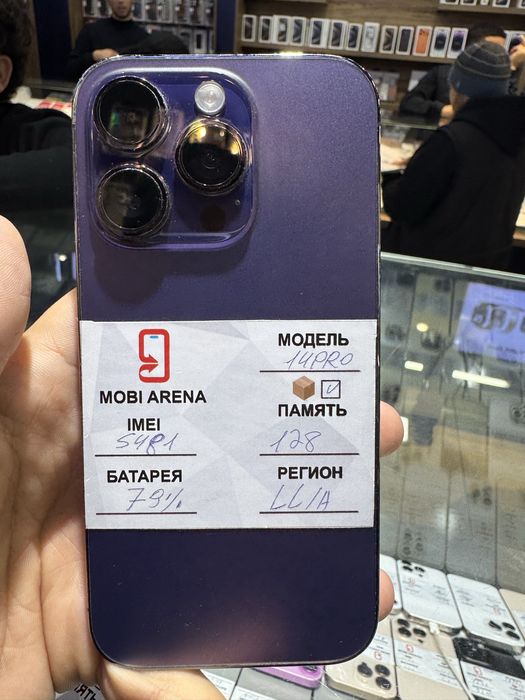 МОДЕЛЬ
14PRO
MOBI ARENA
ПАМЯТЬ
IMEI
5481
128
БАТАРЕЯ
РЕГИОН
79%
LL/A